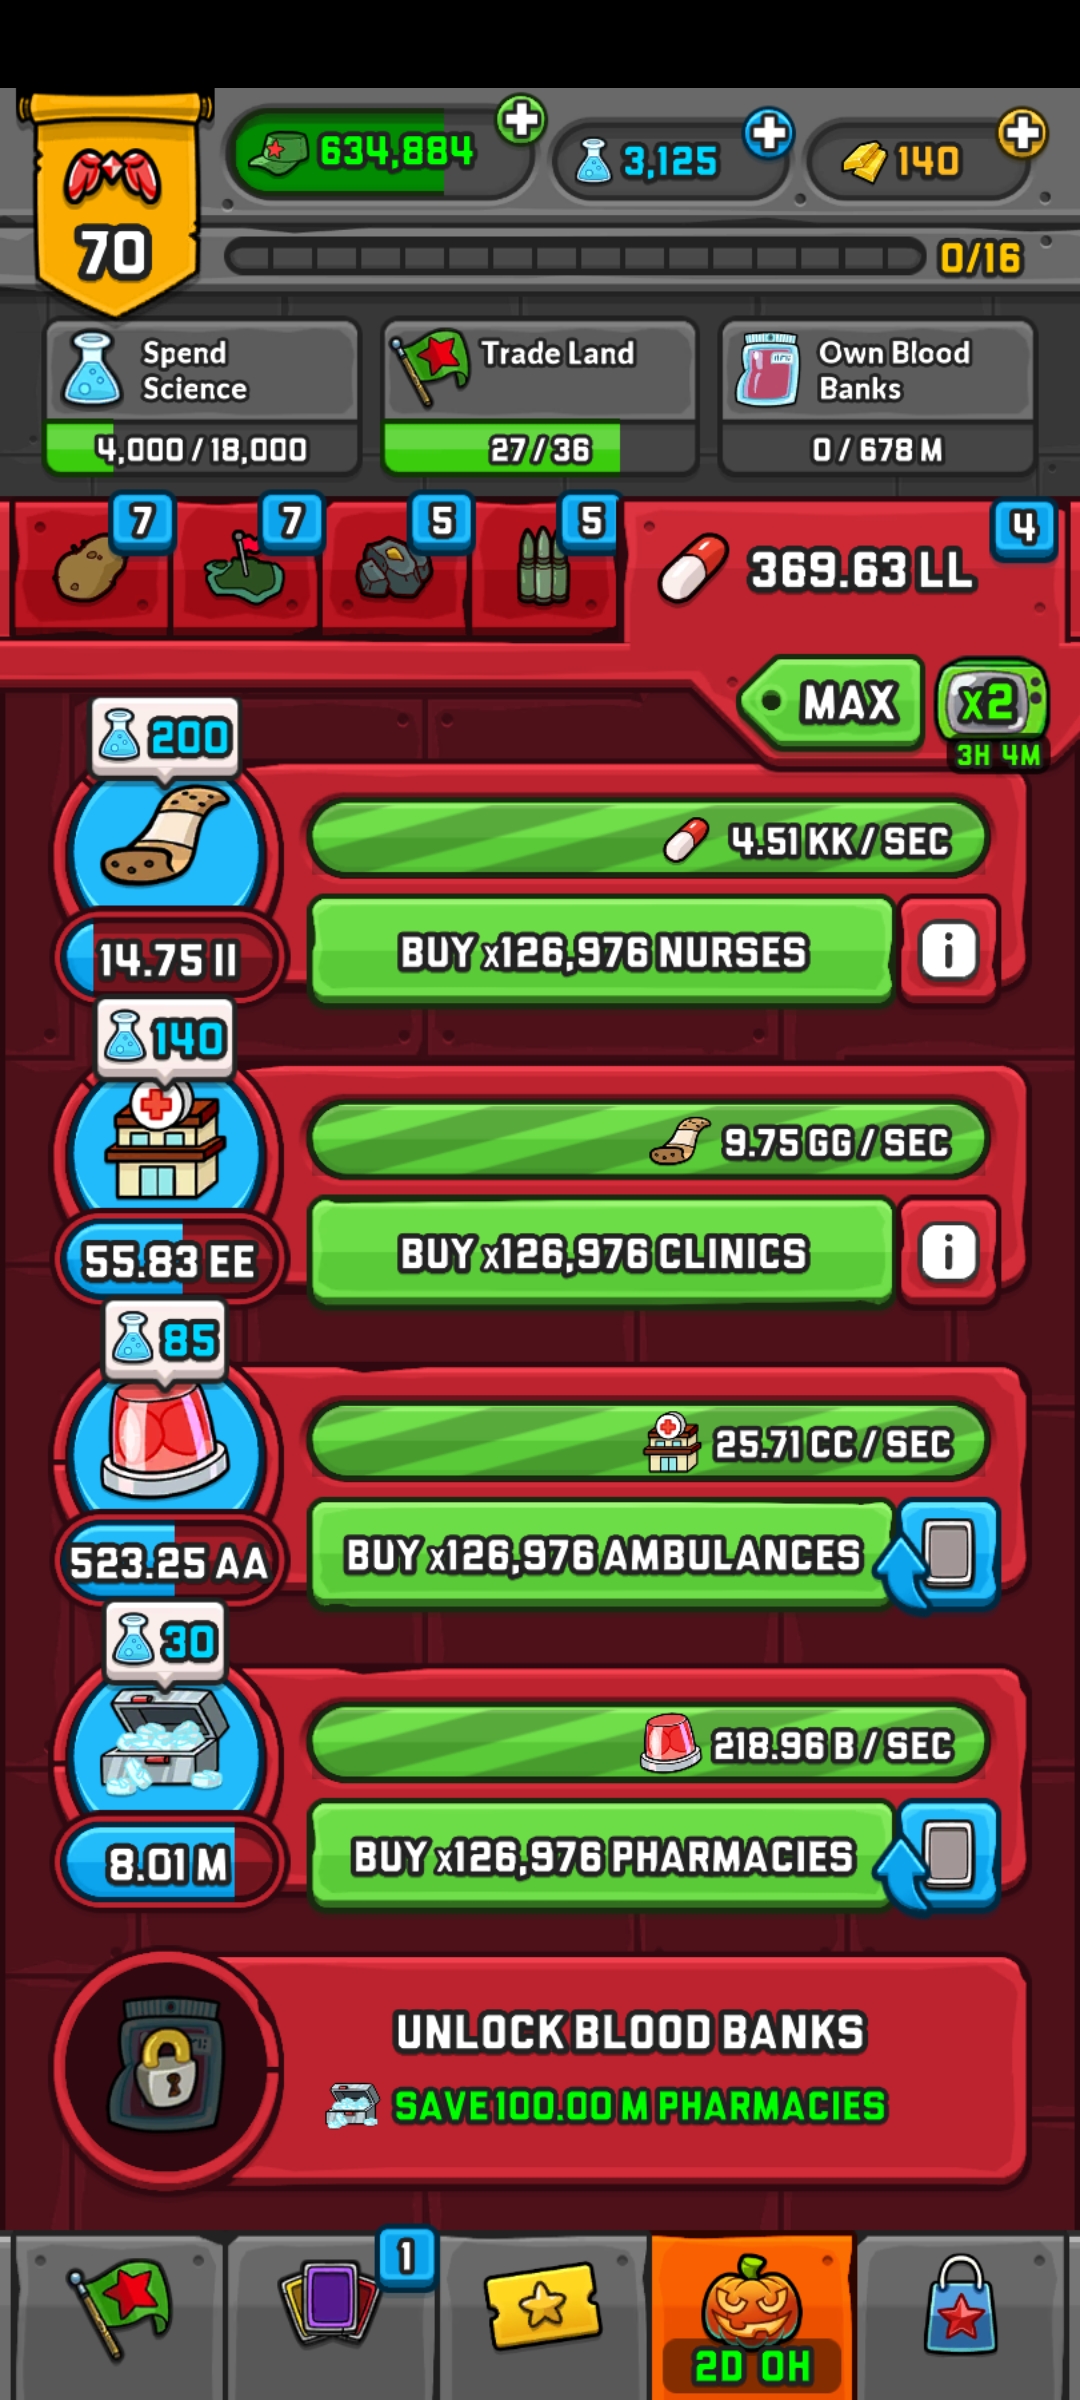 70
634,884
3,125
140
0/16
Spend
Science
4,000 / 18,000
Trade Land
27 / 36
Own Blood
Banks
0 / 678 M
7
7
5
5
369.63 LL
4
MAX
x2
3H 4M
200
4.51 KK / SEC
14.75 II
BUY x126,976 NURSES
i
140
9.75 GG / SEC
55.83 EE
BUY x126,976 CLINICS
i
85
25.71 CC / SEC
523.25 AA
BUY x126,976 AMBULANCES
30
218.96 B / SEC
8.01 M
BUY x126,976 PHARMACIES
UNLOCK BLOOD BANKS
SAVE 100.00 M PHARMACIES
1
2D 0H